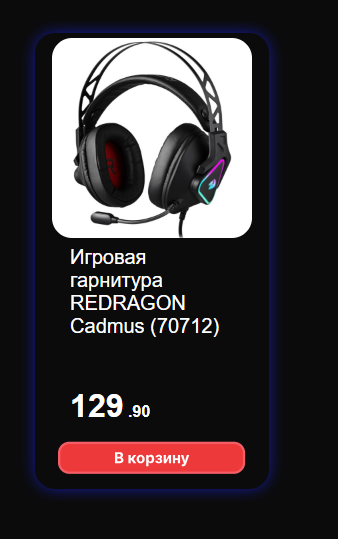 Игровая
гарнитура
REDRAGON
Cadmus (70712)
129 .90
В корзину